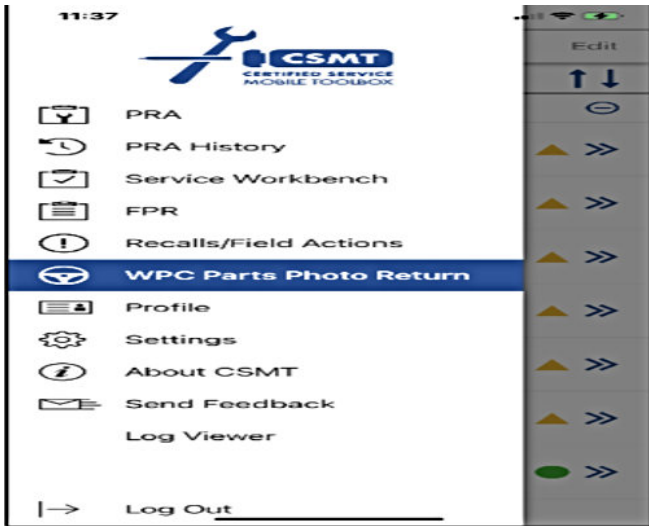 11:37
Edit
CSMT
CERTIFIED SERVICE
MOBILE TOOLBOX
PRA
PRA History
Service Workbench
FPR
Recalls/Field Actions
WPC Parts Photo Return
Profile
Settings
About CSMT
Send Feedback
Log Viewer
Log Out